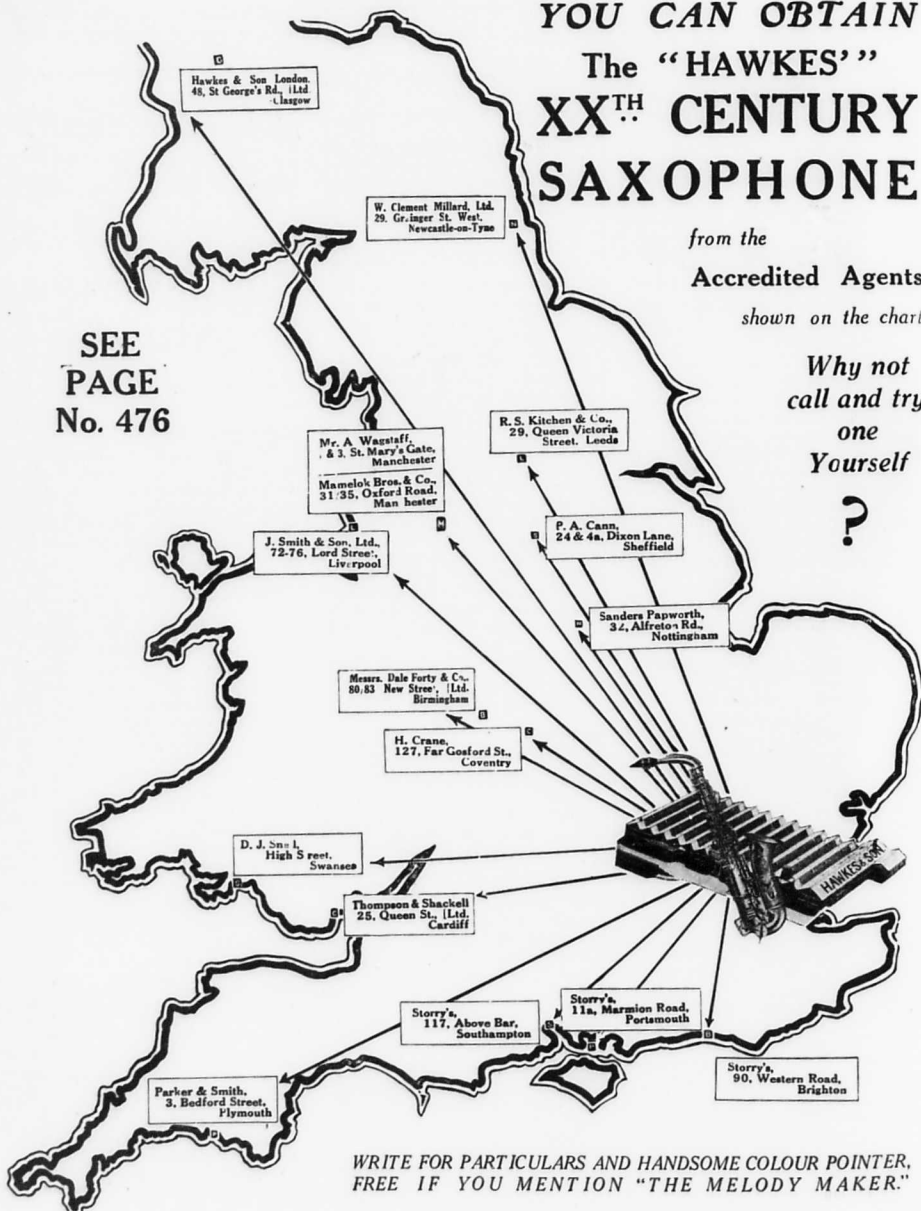 YOU CAN OBTAIN
The "HAWKES'"
XXTH CENTURY
SAXOPHONE
from the
Accredited Agents
shown on the chart
Why not
call and try
one
Yourself
?
SEE
PAGE
No. 476
G
Hawkes & Son London.
48, St George's Rd., [Ltd.
Glasgow
W. Clement Millard, Ltd.
29, Grainger St. West,
Newcastle-on-Tyne
N
R. S. Kitchen & Co.,
29, Queen Victoria
Street, Leeds
L
Mr. A Wagstaff,
& 3, St. Mary's Gate,
Manchester
Mamelok Bros. & Co.,
31/35, Oxford Road,
Man hester
M
L
J. Smith & Son, Ltd.,
72-76, Lord Street,
Liverpool
P. A. Cann,
24 & 4a, Dixon Lane,
Sheffield
S
Sanders Papworth,
32, Alfreton Rd.,
Nottingham
Messrs. Dale Forty & Co.,
80/83 New Street, [Ltd.
Birmingham
B
H. Crane,
127, Far Gosford St.,
Coventry
C
HAWKES & SON
D. J. Sn l,
High S reet,
Swansea
Thompson & Shackell
25, Queen St., [Ltd.
Cardiff
C
Storry's,
117, Above Bar,
Southampton
S
Storry's,
11a, Marmion Road,
Portsmouth
P
B
Storry's,
90, Western Road,
Brighton
Parker & Smith,
3, Bedford Street,
Plymouth
P
WRITE FOR PARTICULARS AND HANDSOME COLOUR POINTER,
FREE IF YOU MENTION "THE MELODY MAKER."